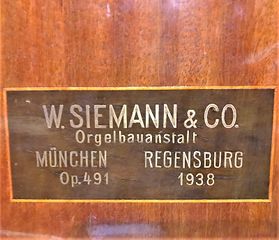 W. SIEMANN & CO.
Orgelbauanstalt
MÜNCHEN REGENSBURG
Op. 491 1938